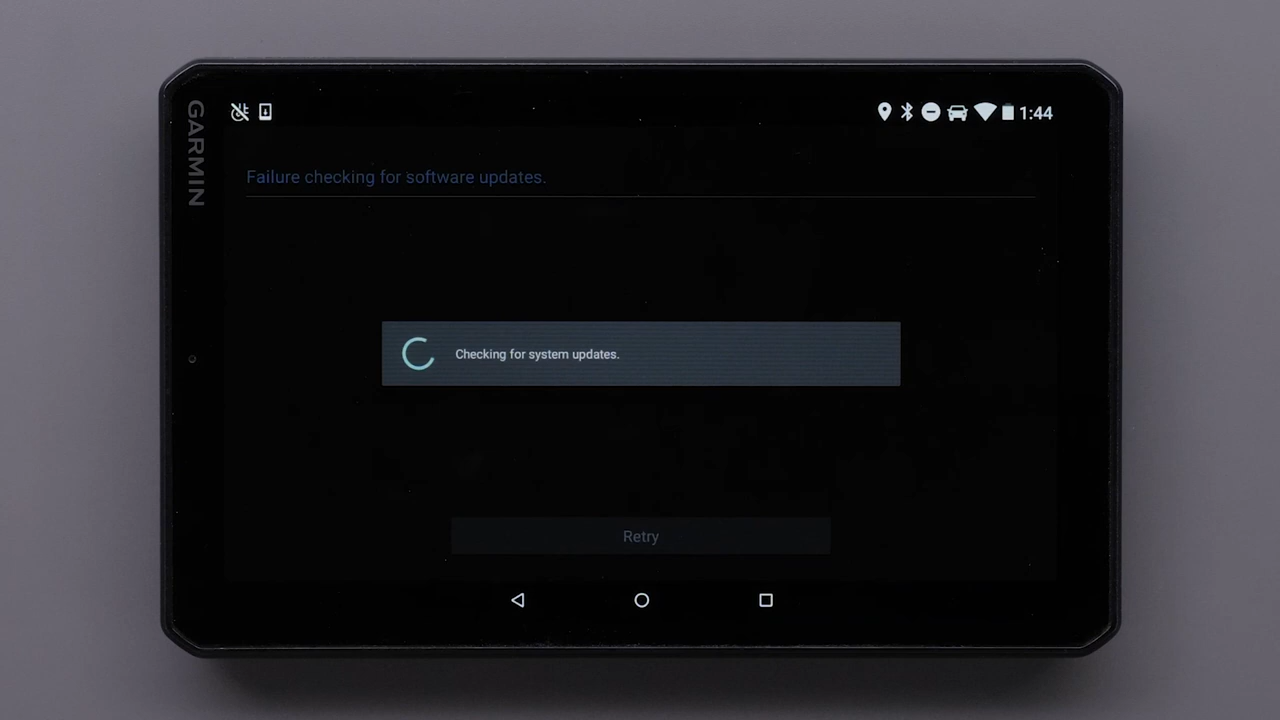 GARMIN
1:44
Failure checking for software updates.
Checking for system updates.
Retry